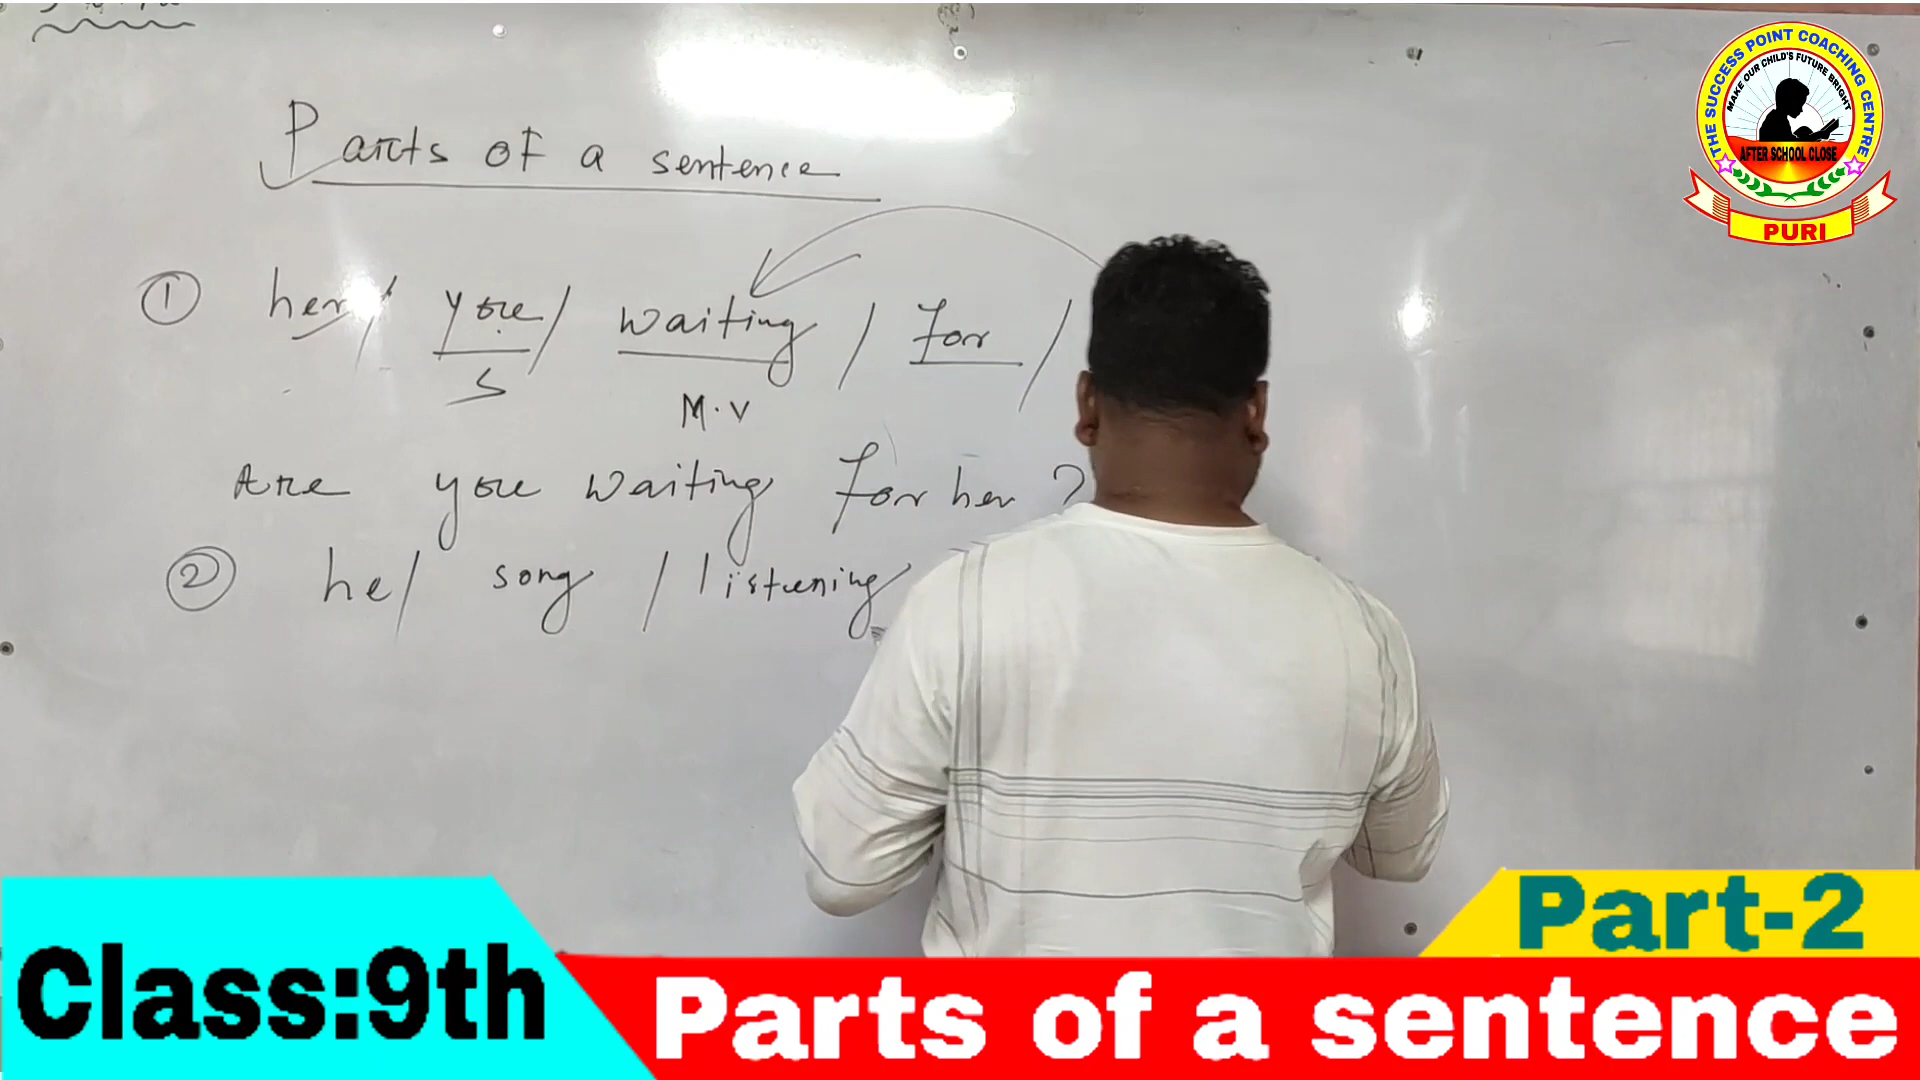 Parts of a sentence
① her / you / waiting / for /
S
M.V
Are you waiting for her ?
② he / song / listening
THE SUCCESS POINT COACHING CENTRE
MAKE OUR CHILD'S FUTURE BRIGHT
AFTER SCHOOL CLOSE
PURI
Part-2
Class:9th
Parts of a sentence